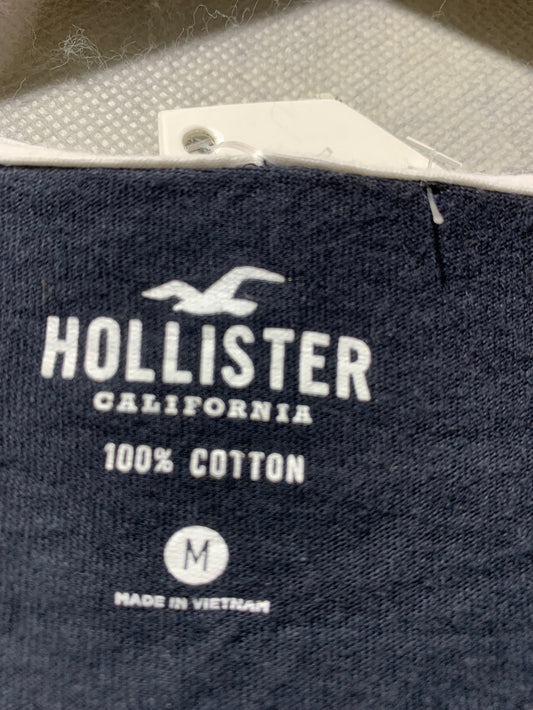 HOLLISTER
CALIFORNIA
100% COTTON
M
MADE IN VIETNAM